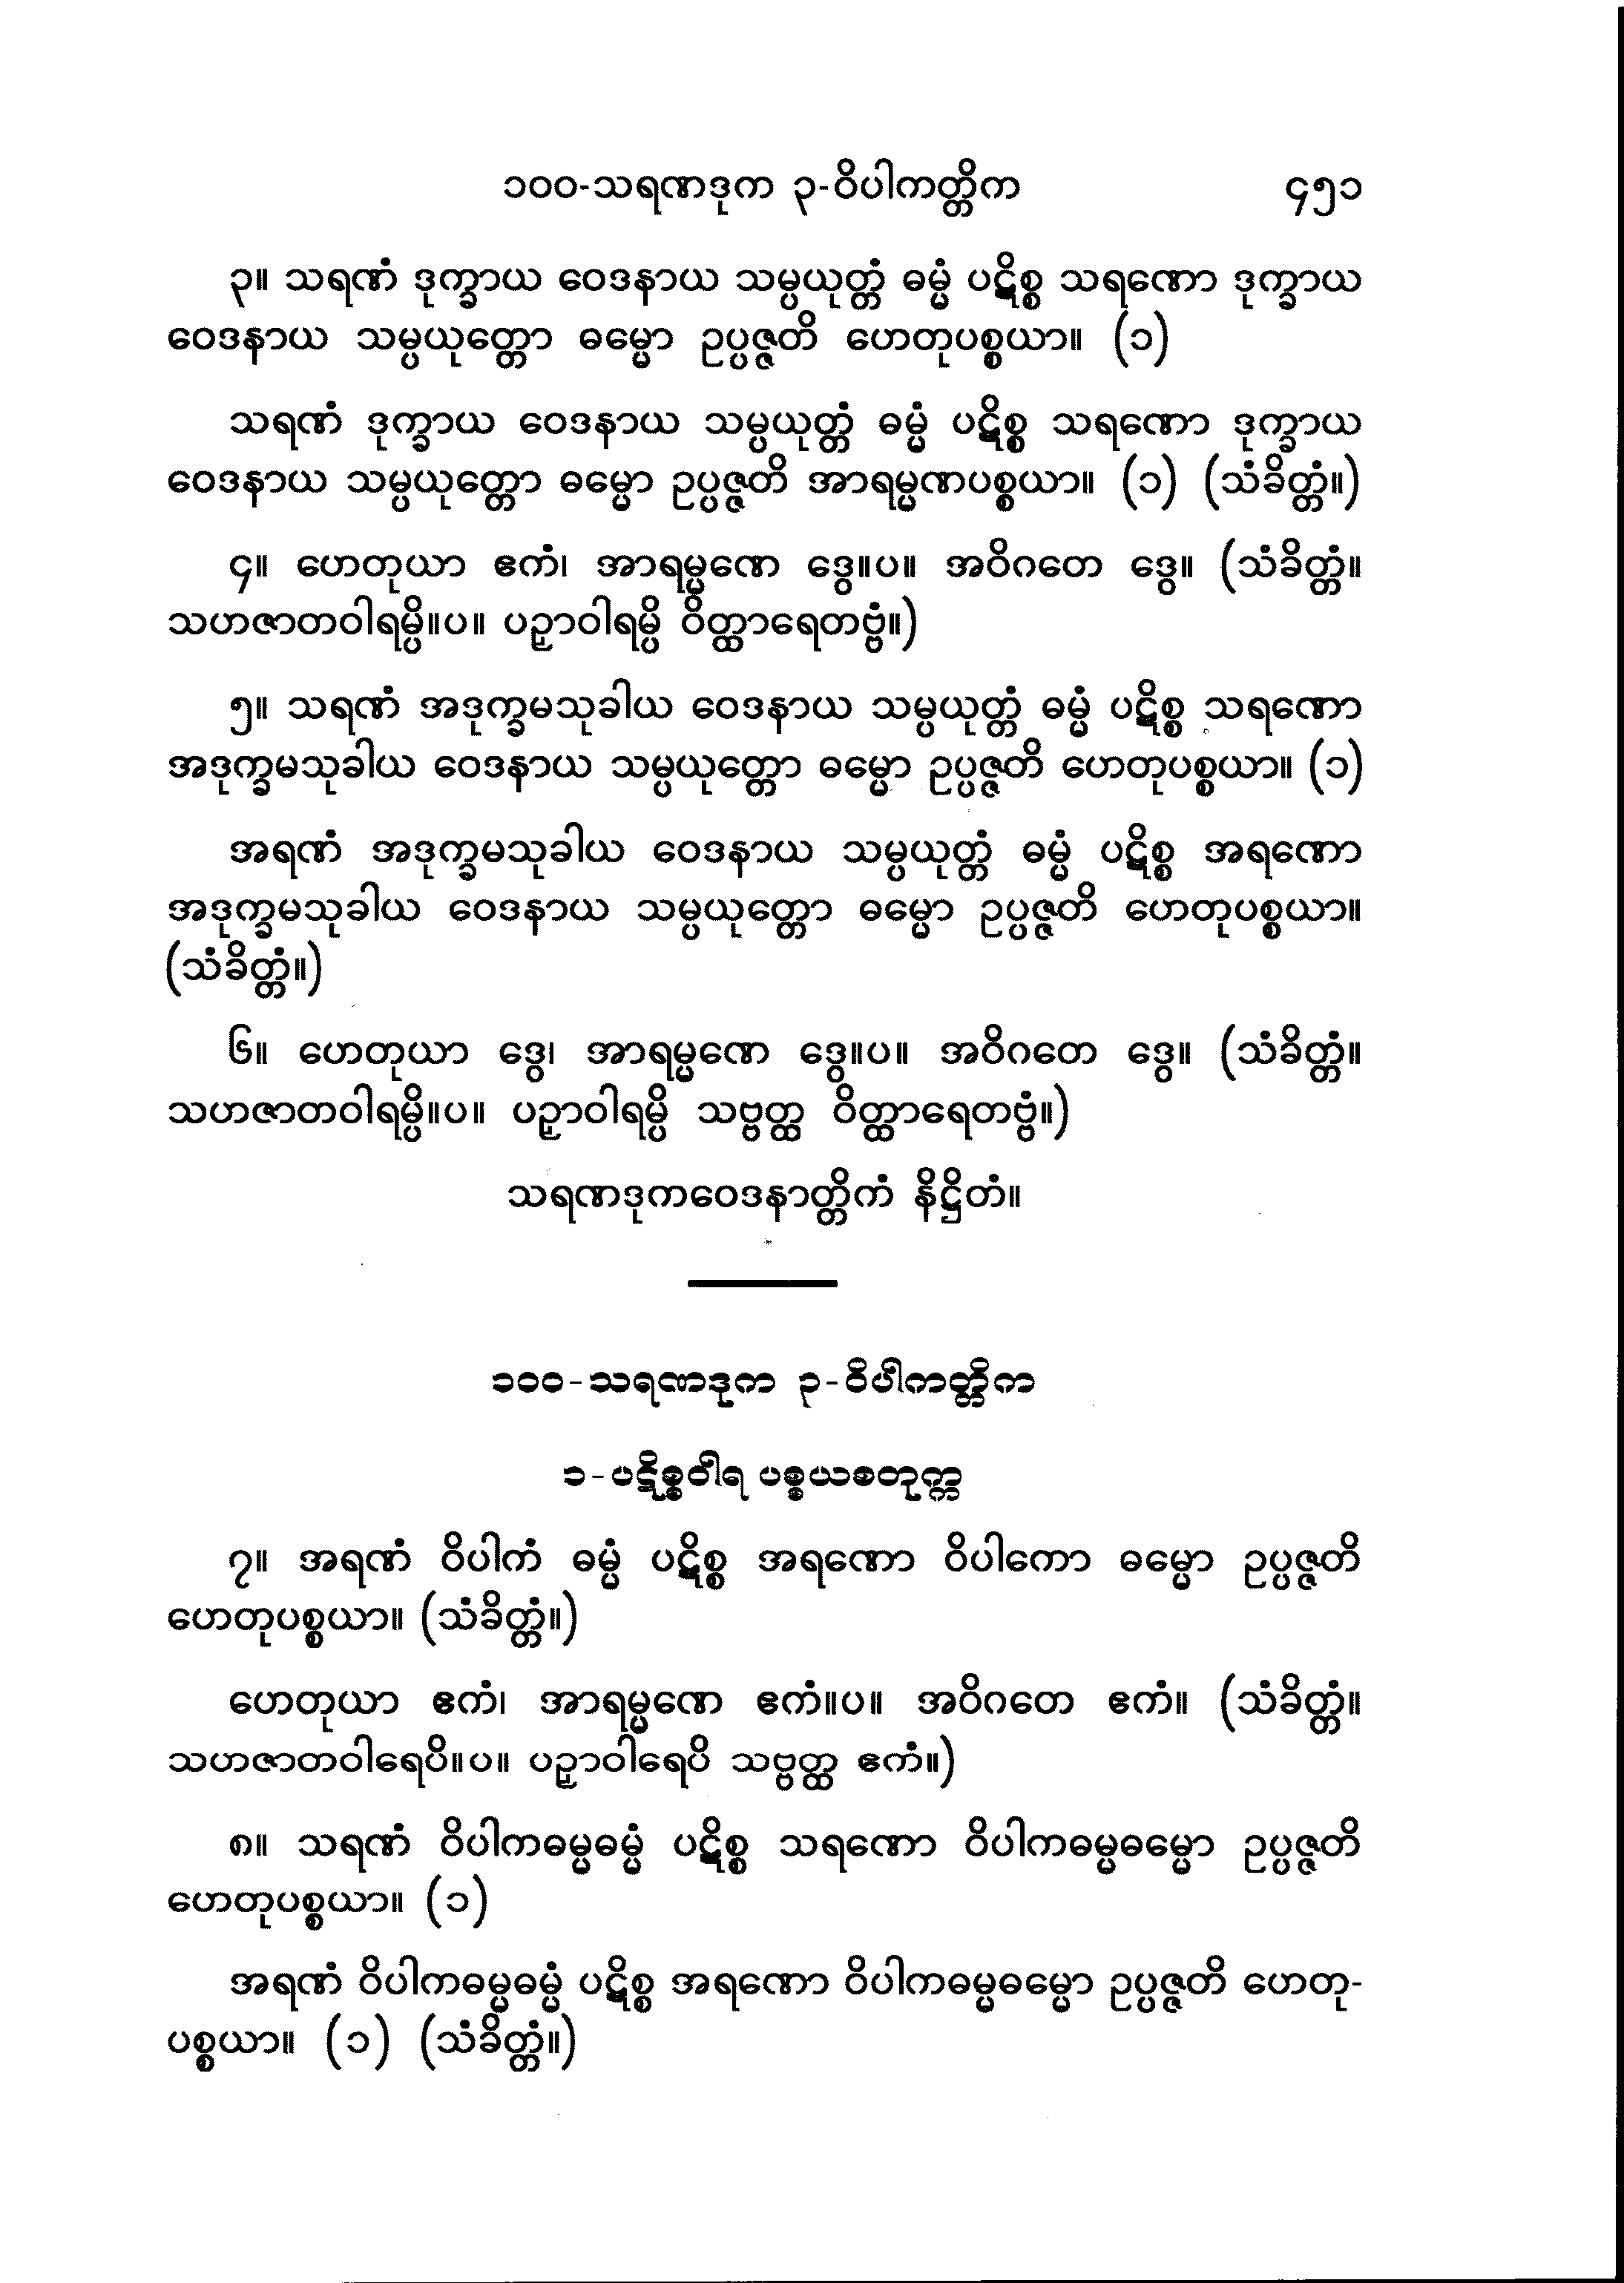 ၁၀၀-သရဏဒုက ၃-ဝိပါကတ္တိက ၄၅၁
၃။ သရဏံ ဒုက္ခာယ ဝေဒနာယ သမ္ပယုတ္တံ ဓမ္မံ ပဋိစ္စ သရဏော ဒုက္ခာယ
ဝေဒနာယ သမ္ပယုတ္တော ဓမ္မော ဥပ္ပဇ္ဇတိ ဟေတုပစ္စယာ။ (၁)
သရဏံ ဒုက္ခာယ ဝေဒနာယ သမ္ပယုတ္တံ ဓမ္မံ ပဋိစ္စ သရဏော ဒုက္ခာယ
ဝေဒနာယ သမ္ပယုတ္တော ဓမ္မော ဥပ္ပဇ္ဇတိ အာရမ္မဏပစ္စယာ။ (၁) (သံခိတ္တံ။)
၄။ ဟေတုယာ ဧကံ၊ အာရမ္မဏေ ဒွေ။ပ။ အဝိဂတေ ဒွေ။ (သံခိတ္တံ။
သဟဇာတဝါရမ္ပိ။ပ။ ပဉှာဝါရမ္ပိ ဝိတ္ထာရေတဗ္ဗံ။)
၅။ သရဏံ အဒုက္ခမသုခါယ ဝေဒနာယ သမ္ပယုတ္တံ ဓမ္မံ ပဋိစ္စ သရဏော
အဒုက္ခမသုခါယ ဝေဒနာယ သမ္ပယုတ္တော ဓမ္မော ဥပ္ပဇ္ဇတိ ဟေတုပစ္စယာ။ (၁)
အရဏံ အဒုက္ခမသုခါယ ဝေဒနာယ သမ္ပယုတ္တံ ဓမ္မံ ပဋိစ္စ အရဏော
အဒုက္ခမသုခါယ ဝေဒနာယ သမ္ပယုတ္တော ဓမ္မော ဥပ္ပဇ္ဇတိ ဟေတုပစ္စယာ။
(သံခိတ္တံ။)
၆။ ဟေတုယာ ဒွေ၊ အာရမ္မဏေ ဒွေ။ပ။ အဝိဂတေ ဒွေ။ (သံခိတ္တံ။
သဟဇာတဝါရမ္ပိ။ပ။ ပဉှာဝါရမ္ပိ သဗ္ဗတ္ထ ဝိတ္ထာရေတဗ္ဗံ။)
သရဏဒုကဝေဒနာတ္တိကံ နိဋ္ဌိတံ။
၁၀၀-သရဏဒုက ၃-ဝိပါကတ္တိက
၁-ပဋိစ္စဝါရ ပစ္စယစတုက္က
၇။ အရဏံ ဝိပါကံ ဓမ္မံ ပဋိစ္စ အရဏော ဝိပါကော ဓမ္မော ဥပ္ပဇ္ဇတိ
ဟေတုပစ္စယာ။ (သံခိတ္တံ။)
ဟေတုယာ ဧကံ၊ အာရမ္မဏေ ဧကံ။ပ။ အဝိဂတေ ဧကံ။ (သံခိတ္တံ။
သဟဇာတဝါရေပိ။ပ။ ပဉှာဝါရေပိ သဗ္ဗတ္ထ ဧကံ။)
၈။ သရဏံ ဝိပါကဓမ္မဓမ္မံ ပဋိစ္စ သရဏော ဝိပါကဓမ္မဓမ္မော ဥပ္ပဇ္ဇတိ
ဟေတုပစ္စယာ။ (၁)
အရဏံ ဝိပါကဓမ္မဓမ္မံ ပဋိစ္စ အရဏော ဝိပါကဓမ္မဓမ္မော ဥပ္ပဇ္ဇတိ ဟေတု-
ပစ္စယာ။ (၁) (သံခိတ္တံ။)